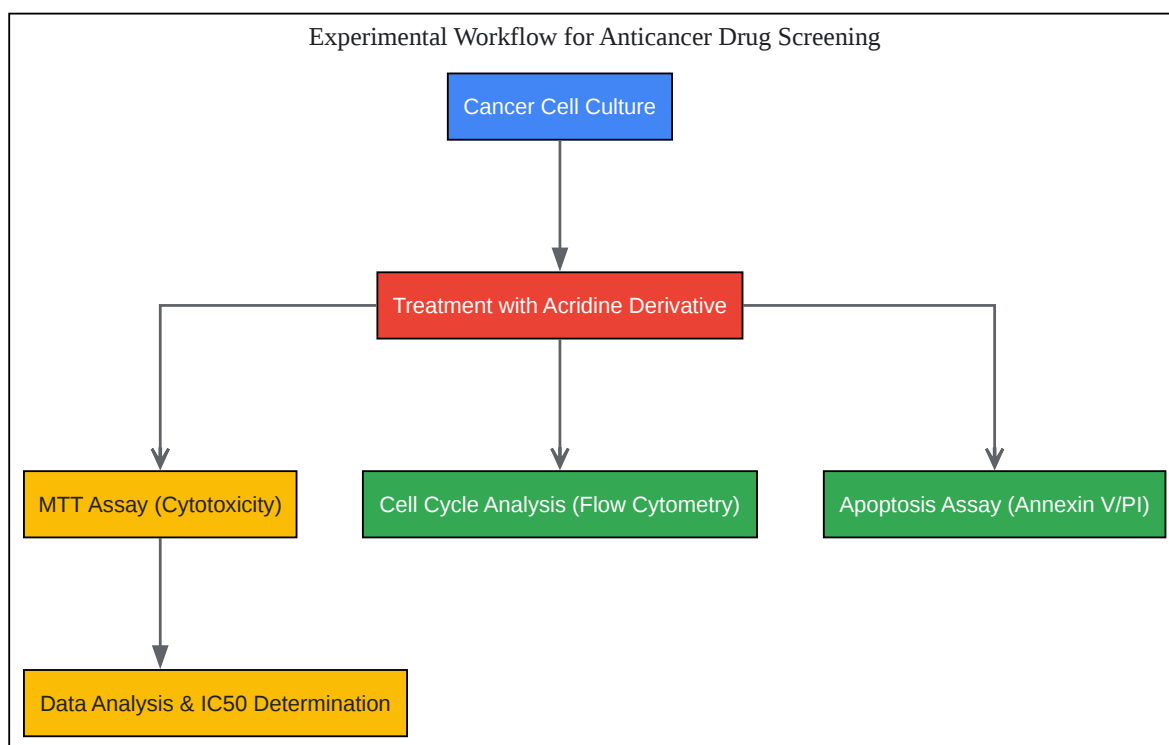 Experimental Workflow for Anticancer Drug Screening
Cancer Cell Culture
Treatment with Acridine Derivative
MTT Assay (Cytotoxicity)
Cell Cycle Analysis (Flow Cytometry)
Apoptosis Assay (Annexin V/PI)
Data Analysis & IC50 Determination